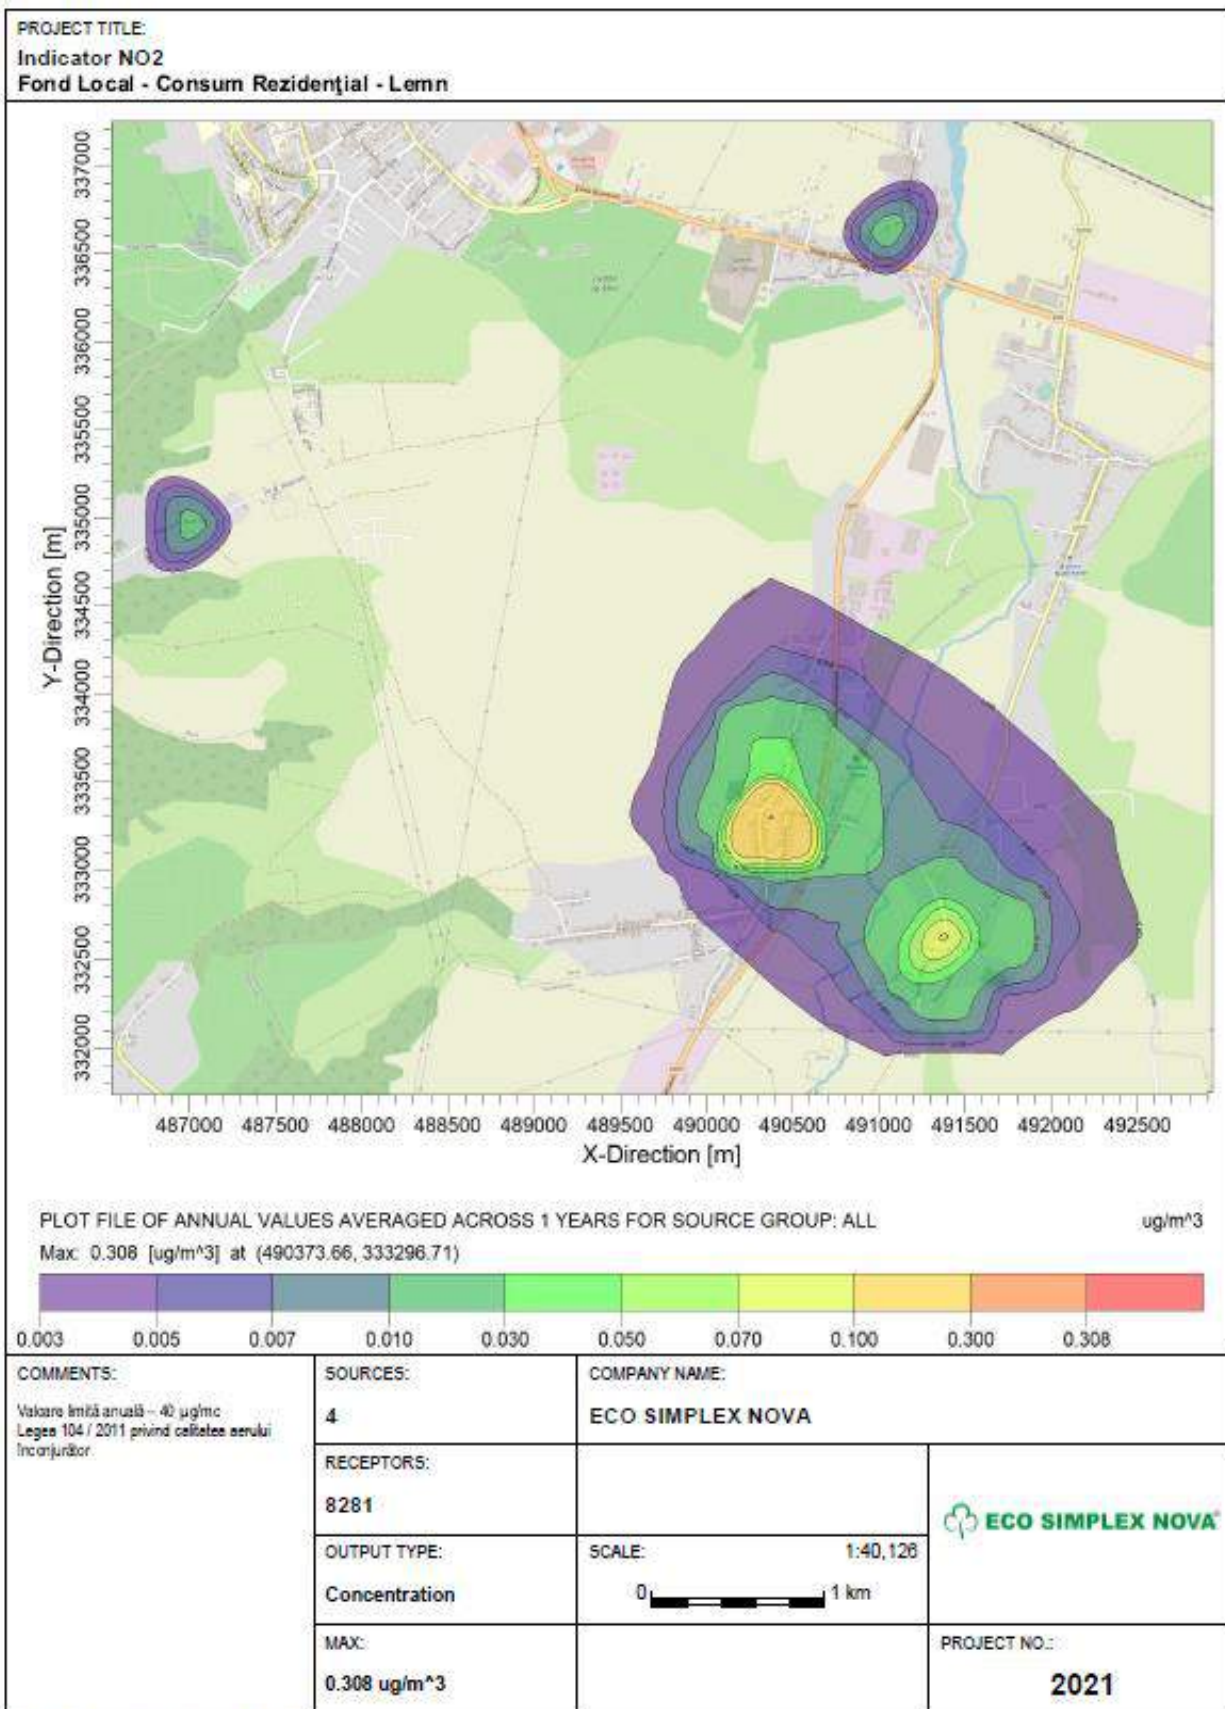 PROJECT TITLE:
Indicator NO2
Fond Local - Consum Rezidenţial - Lemn
Y-Direction [m]
337000
336500
336000
335500
335000
334500
334000
333500
333000
332500
332000
487000 487500 488000 488500 489000 489500 490000 490500 491000 491500 492000 492500
X-Direction [m]
PLOT FILE OF ANNUAL VALUES AVERAGED ACROSS 1 YEARS FOR SOURCE GROUP: ALL
ug/m^3
Max: 0.308 [ug/m^3] at (490373.66, 333296.71)
0.003 0.005 0.007 0.010 0.030 0.050 0.070 0.100 0.300 0.308
COMMENTS:
Valoare limită anuală – 40 µg/mc
Legea 104 / 2011 privind calitatea aerului
înconjurător
SOURCES:
4
COMPANY NAME:
ECO SIMPLEX NOVA
RECEPTORS:
8281
ECO SIMPLEX NOVA
OUTPUT TYPE:
Concentration
SCALE:
1:40,126
0 1 km
MAX:
0.308 ug/m^3
PROJECT NO.:
2021